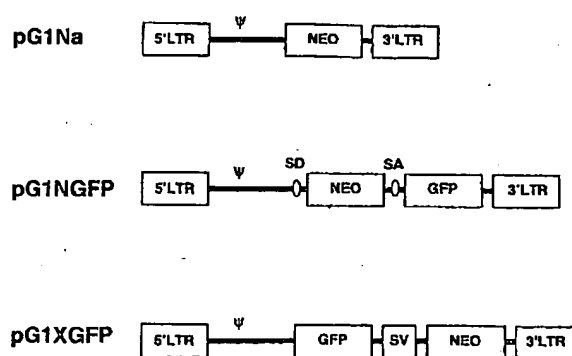 ψ
pG1Na 5'LTR NEO 3'LTR
ψ SD SA
pG1NGFP 5'LTR NEO GFP 3'LTR
ψ
pG1XGFP 5'LTR GFP SV NEO 3'LTR